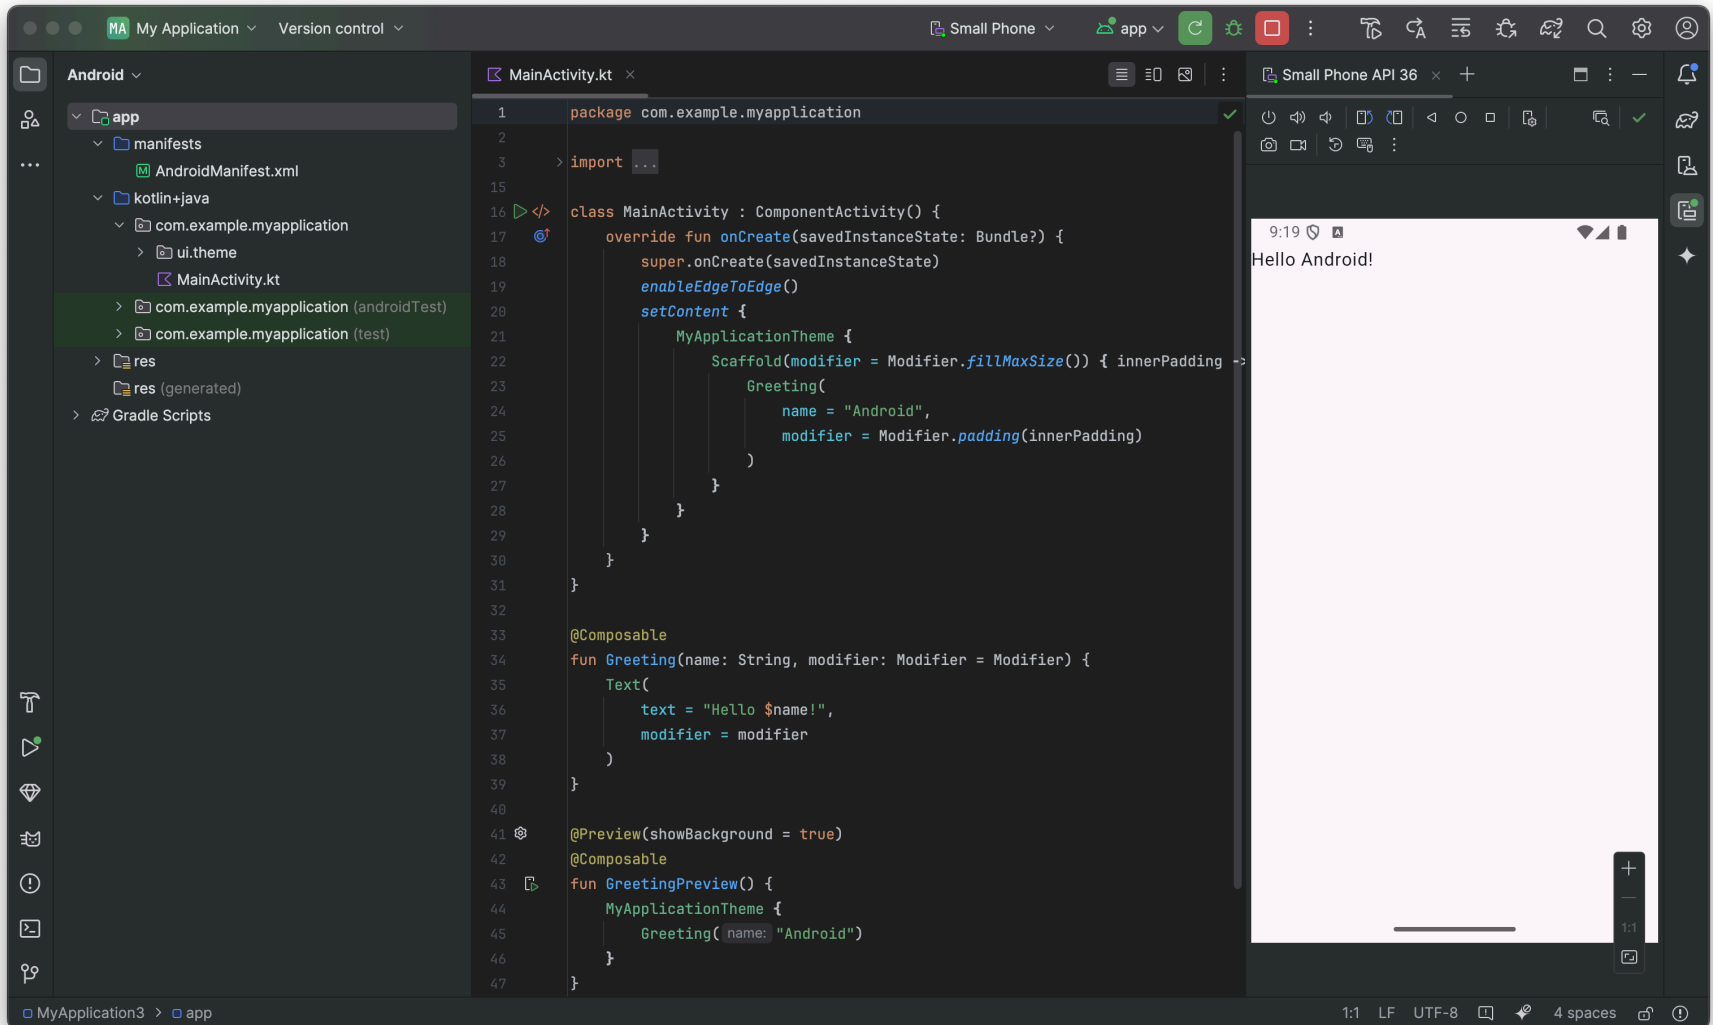 MA My Application Version control Small Phone app
Android
app
manifests
AndroidManifest.xml
kotlin+java
com.example.myapplication
ui.theme
MainActivity.kt
com.example.myapplication (androidTest)
com.example.myapplication (test)
res
res (generated)
Gradle Scripts
MainActivity.kt
1 package com.example.myapplication
2
3 import ...
15
16 class MainActivity : ComponentActivity() {
17 override fun onCreate(savedInstanceState: Bundle?) {
18 super.onCreate(savedInstanceState)
19 enableEdgeToEdge()
20 setContent {
21 MyApplicationTheme {
22 Scaffold(modifier = Modifier.fillMaxSize()) { innerPadding ->
23 Greeting(
24 name = "Android",
25 modifier = Modifier.padding(innerPadding)
26 )
27 }
28 }
29 }
30 }
31 }
32
33 @Composable
34 fun Greeting(name: String, modifier: Modifier = Modifier) {
35 Text(
36 text = "Hello $name!",
37 modifier = modifier
38 )
39 }
40
41 @Preview(showBackground = true)
42 @Composable
43 fun GreetingPreview() {
44 MyApplicationTheme {
45 Greeting( name: "Android")
46 }
47 }
Small Phone API 36
9:19 A
Hello Android!
1:1
MyApplication3 > app
1:1 LF UTF-8 4 spaces